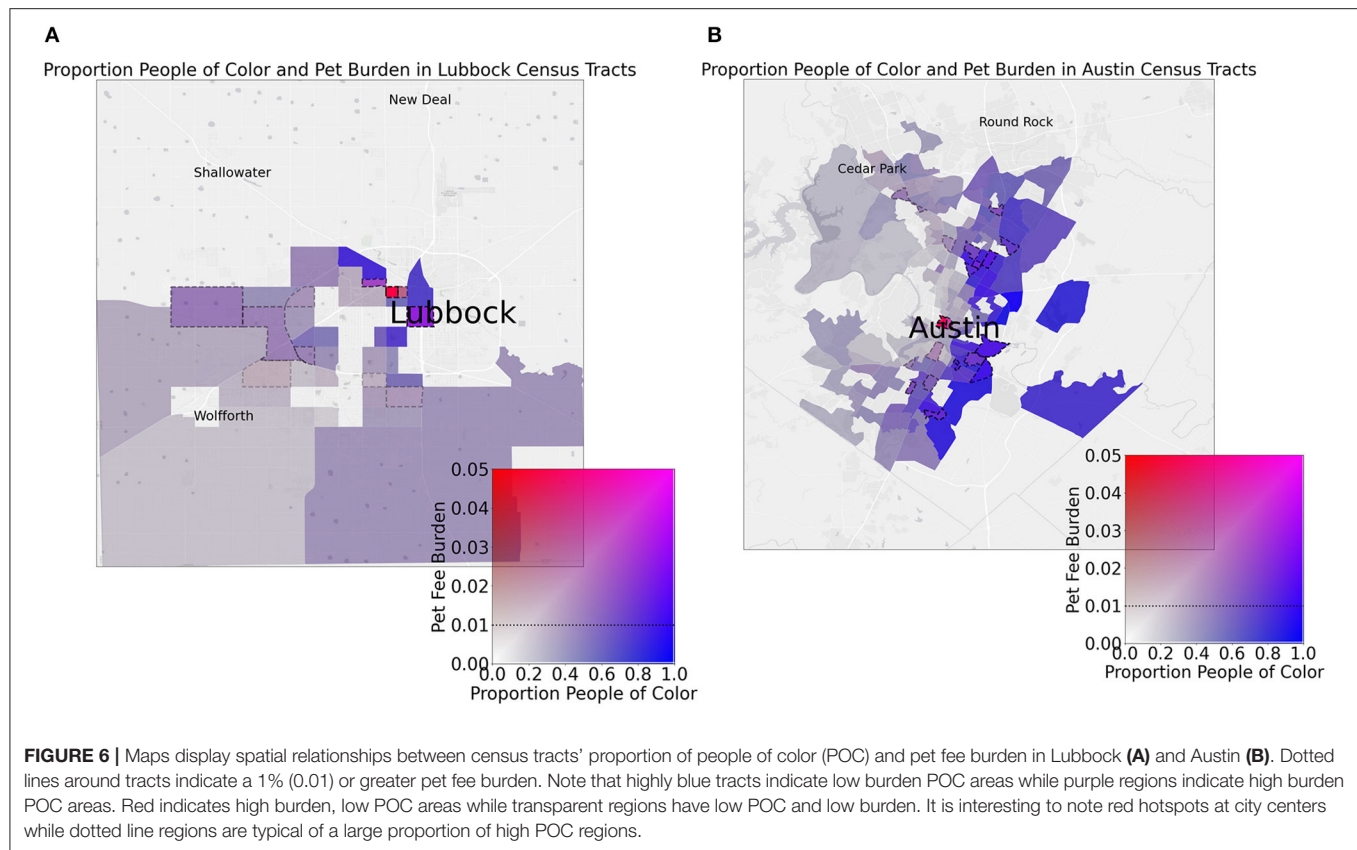 A
Proportion People of Color and Pet Burden in Lubbock Census Tracts
New Deal
Shallowater
Lubbock
Wolfforth
0.05
0.04
0.03
0.02
0.01
0.00
Pet Fee Burden
0.0 0.2 0.4 0.6 0.8 1.0
Proportion People of Color
B
Proportion People of Color and Pet Burden in Austin Census Tracts
Round Rock
Cedar Park
Austin
0.05
0.04
0.03
0.02
0.01
0.00
Pet Fee Burden
0.0 0.2 0.4 0.6 0.8 1.0
Proportion People of Color
FIGURE 6 | Maps display spatial relationships between census tracts’ proportion of people of color (POC) and pet fee burden in Lubbock (A) and Austin (B). Dotted
lines around tracts indicate a 1% (0.01) or greater pet fee burden. Note that highly blue tracts indicate low burden POC areas while purple regions indicate high burden
POC areas. Red indicates high burden, low POC areas while transparent regions have low POC and low burden. It is interesting to note red hotspots at city centers
while dotted line regions are typical of a large proportion of high POC regions.